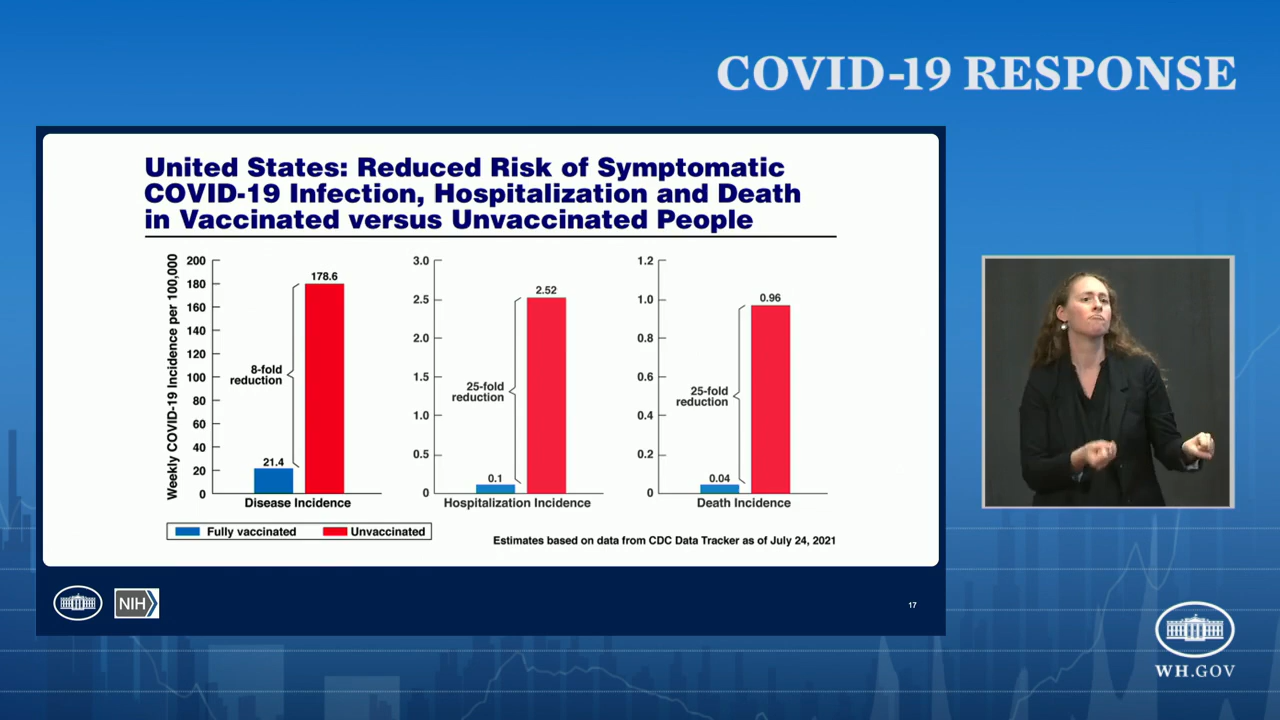 COVID-19 RESPONSE
United States: Reduced Risk of Symptomatic
COVID-19 Infection, Hospitalization and Death
in Vaccinated versus Unvaccinated People
Weekly COVID-19 Incidence per 100,000
200
180
160
140
120
100
80
60
40
20
0
178.6
8-fold
reduction
21.4
Disease Incidence
3.0
2.5
2.0
1.5
1.0
0.5
0
2.52
25-fold
reduction
0.1
Hospitalization Incidence
1.2
1.0
0.8
0.6
0.4
0.2
0
0.96
25-fold
reduction
0.04
Death Incidence
Fully vaccinated
Unvaccinated
Estimates based on data from CDC Data Tracker as of July 24, 2021
NIH
17
WH.GOV